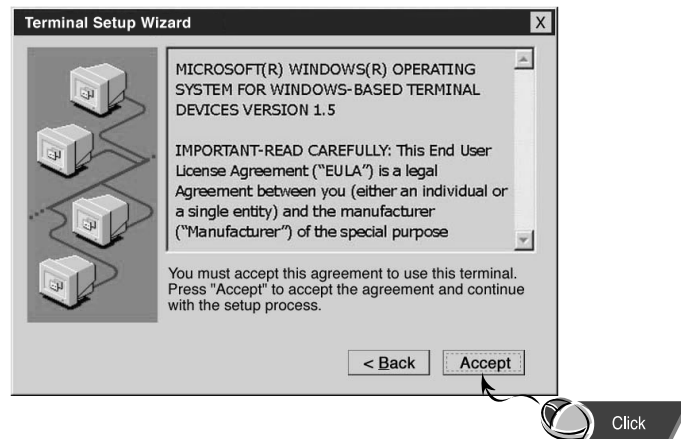 Terminal Setup Wizard
X
MICROSOFT(R) WINDOWS(R) OPERATING
SYSTEM FOR WINDOWS-BASED TERMINAL
DEVICES VERSION 1.5
IMPORTANT-READ CAREFULLY: This End User
License Agreement ("EULA") is a legal
Agreement between you (either an individual or
a single entity) and the manufacturer
("Manufacturer") of the special purpose
You must accept this agreement to use this terminal.
Press "Accept" to accept the agreement and continue
with the setup process.
< Back
Accept
Click